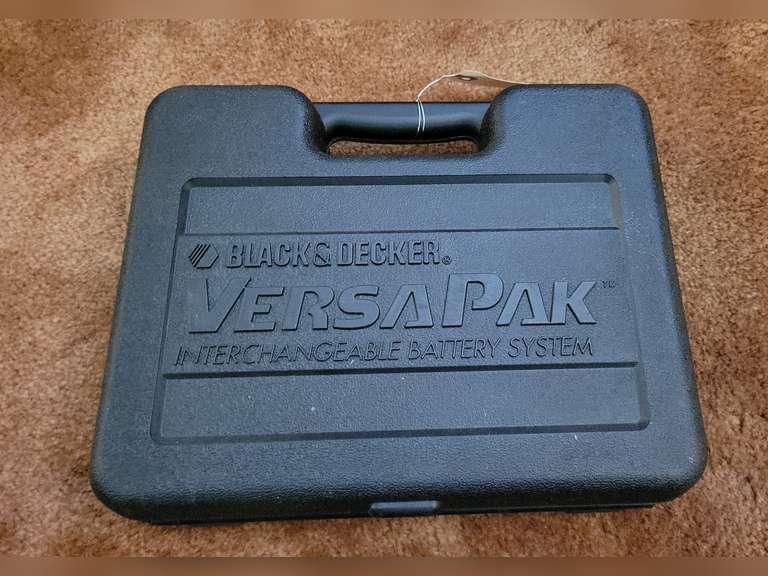 BLACK & DECKER®
VERSAPAK™
INTERCHANGEABLE BATTERY SYSTEM